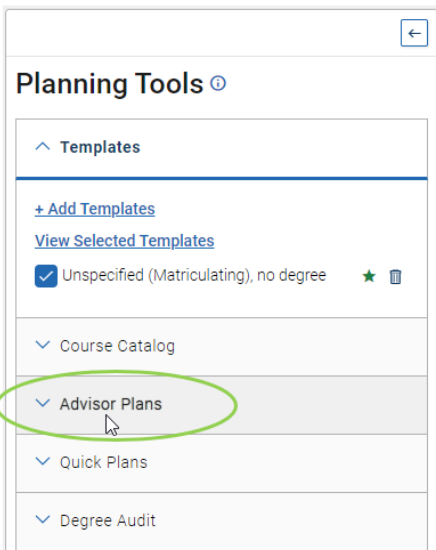 Planning Tools
Templates
+ Add Templates
View Selected Templates
Unspecified (Matriculating), no degree
Course Catalog
Advisor Plans
Quick Plans
Degree Audit